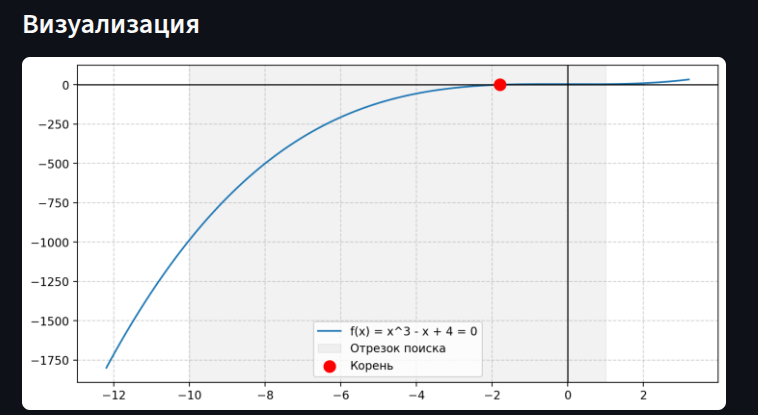 Визуализация
0
−250
−500
−750
−1000
−1250
−1500
−1750
f(x) = x^3 - x + 4 = 0
Отрезок поиска
Корень
−12 −10 −8 −6 −4 −2 0 2